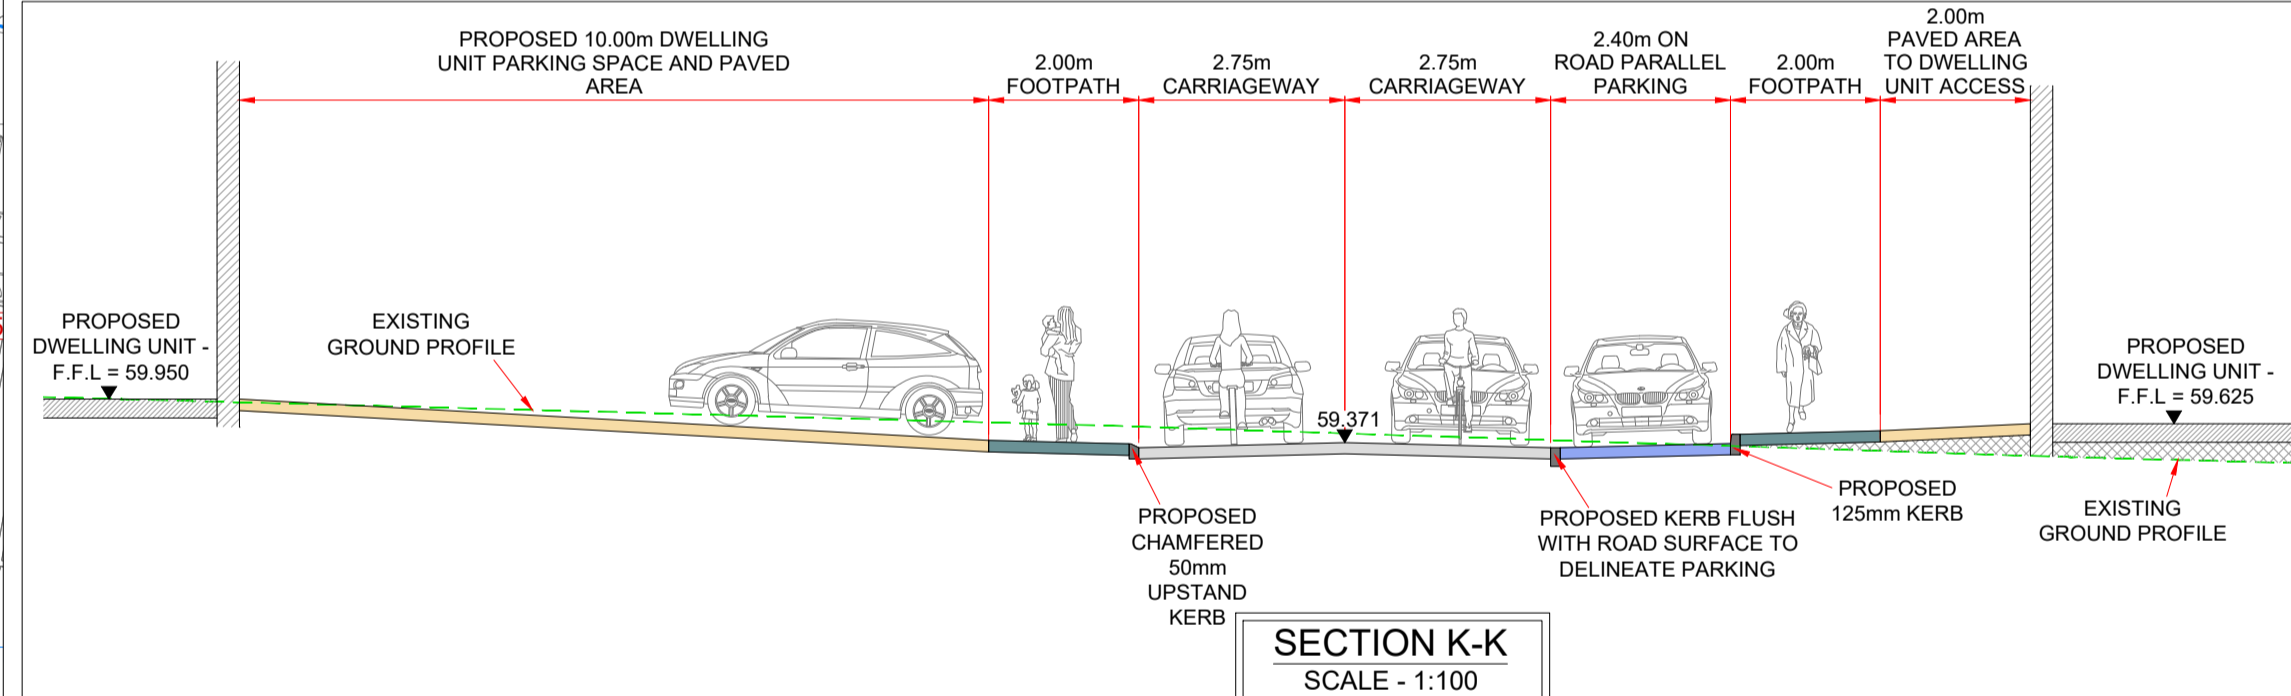 PROPOSED 10.00m DWELLING
UNIT PARKING SPACE AND PAVED
AREA
2.00m
FOOTPATH
2.75m
CARRIAGEWAY
2.75m
CARRIAGEWAY
2.40m ON
ROAD PARALLEL
PARKING
2.00m
FOOTPATH
2.00m
PAVED AREA
TO DWELLING
UNIT ACCESS
PROPOSED
DWELLING UNIT -
F.F.L = 59.950
EXISTING
GROUND PROFILE
59.371
PROPOSED
DWELLING UNIT -
F.F.L = 59.625
PROPOSED
CHAMFERED
50mm
UPSTAND
KERB
PROPOSED KERB FLUSH
WITH ROAD SURFACE TO
DELINEATE PARKING
PROPOSED
125mm KERB
EXISTING
GROUND PROFILE
SECTION K-K
SCALE - 1:100